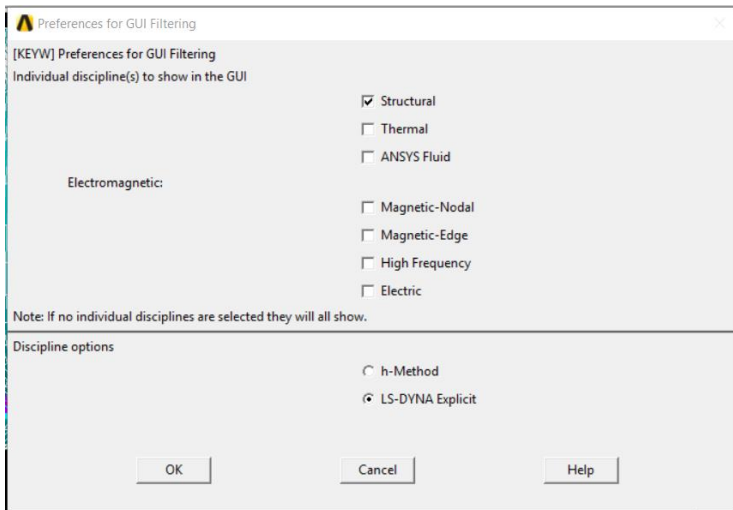 Preferences for GUI Filtering
[KEYW] Preferences for GUI Filtering
Individual discipline(s) to show in the GUI
Structural
Thermal
ANSYS Fluid
Electromagnetic:
Magnetic-Nodal
Magnetic-Edge
High Frequency
Electric
Note: If no individual disciplines are selected they will all show.
Discipline options
h-Method
LS-DYNA Explicit
OK Cancel Help